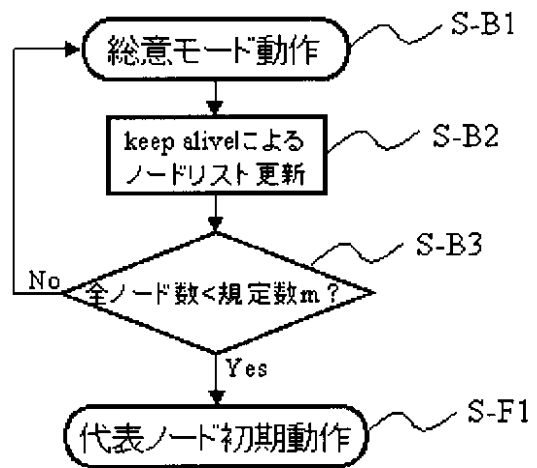 総意モード動作
S-B1
keep aliveによる
ノードリスト更新
S-B2
全ノード数<規定数m?
S-B3
No
Yes
代表ノード初期動作
S-F1